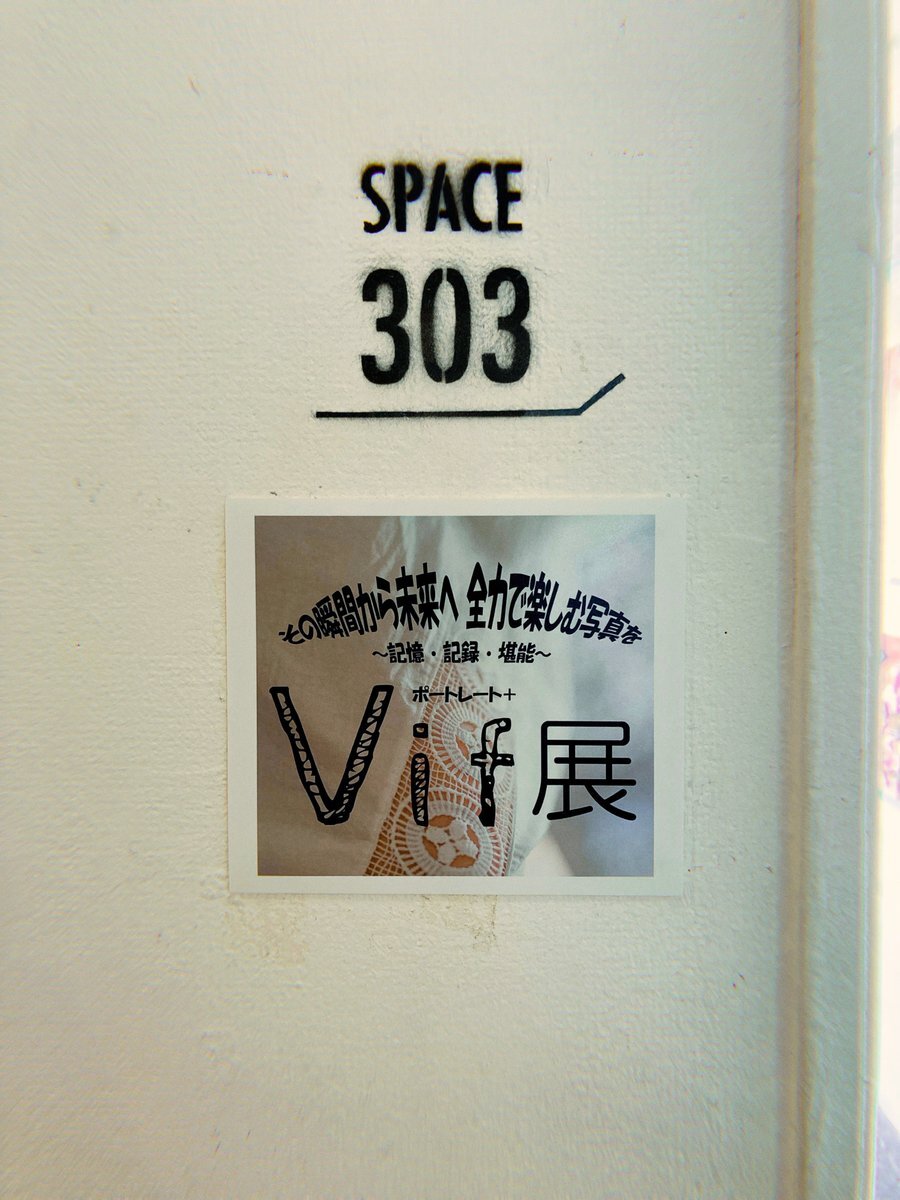 SPACE
303
その瞬間から未来へ 全力で楽しむ写真を
～記憶・記録・堪能～
ポートレート+
Vif展